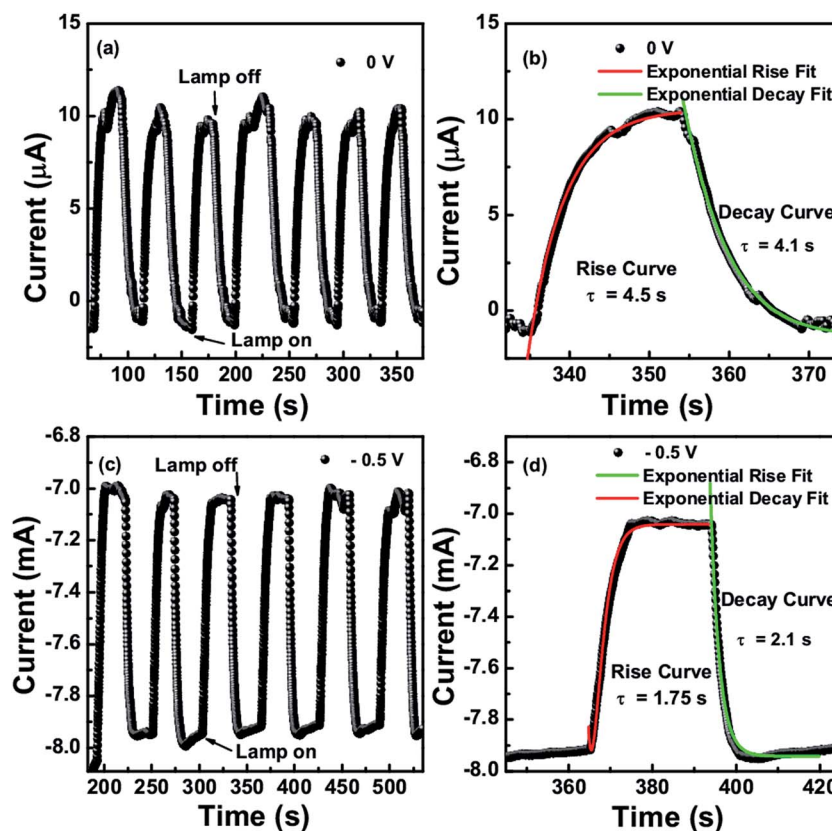 15
(a)
0 V
Lamp off
10
5
0
Lamp on
Current (μA)
100 150 200 250 300 350
Time (s)
15
(b)
0 V
Exponential Rise Fit
Exponential Decay Fit
10
Decay Curve
τ = 4.1 s
5
Rise Curve
τ = 4.5 s
0
Current (μA)
340 350 360 370
Time (s)
-6.8
(c)
Lamp off
- 0.5 V
-7.0
-7.2
-7.4
-7.6
-7.8
-8.0
Lamp on
Current (mA)
200 250 300 350 400 450 500
Time (s)
-6.8
(d)
- 0.5 V
Exponential Rise Fit
Exponential Decay Fit
-7.0
-7.2
-7.4
Decay Curve
τ = 2.1 s
-7.6
Rise Curve
τ = 1.75 s
-7.8
-8.0
Current (mA)
360 380 400 420
Time (s)